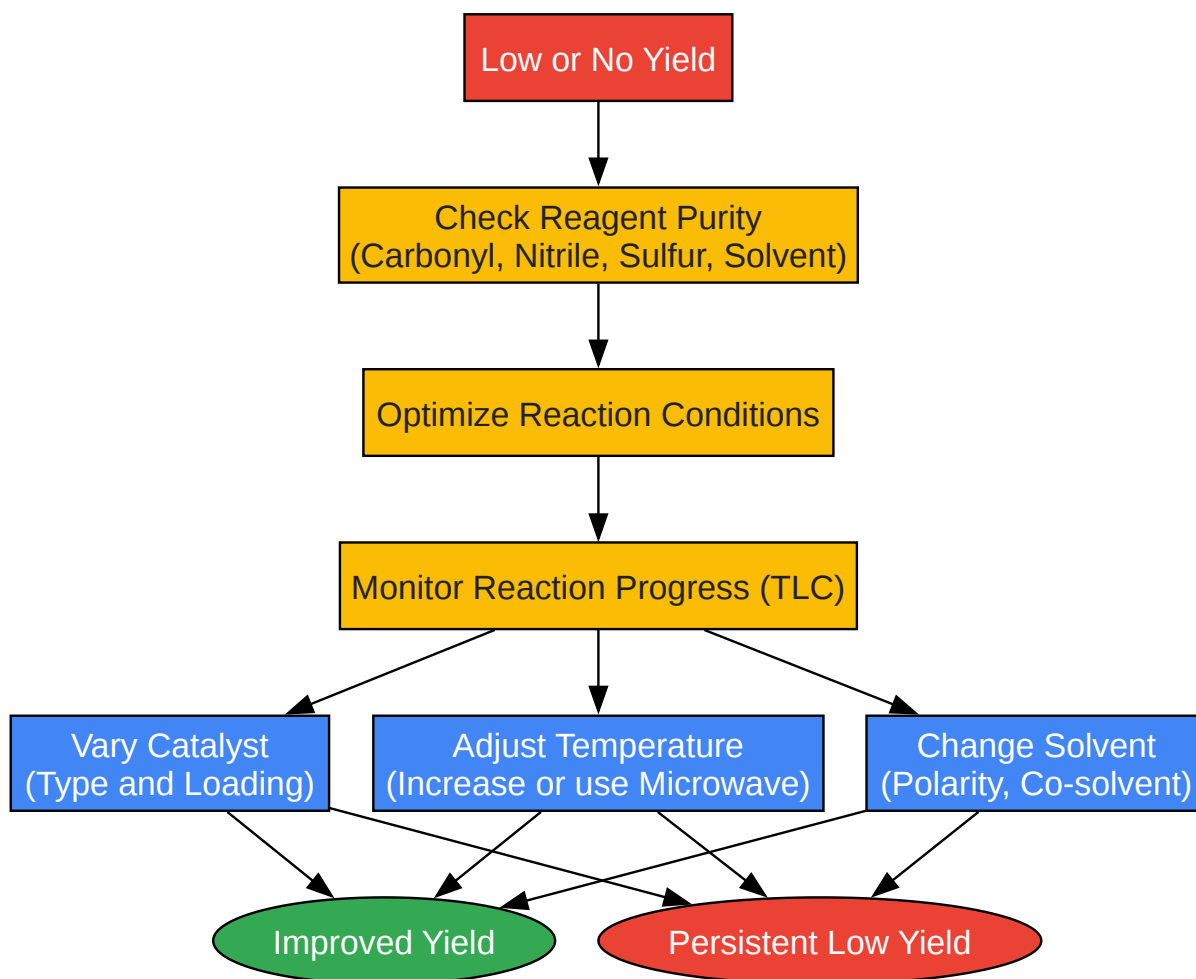 Low or No Yield
Check Reagent Purity
(Carbonyl, Nitrile, Sulfur, Solvent)
Optimize Reaction Conditions
Monitor Reaction Progress (TLC)
Vary Catalyst
(Type and Loading)
Adjust Temperature
(Increase or use Microwave)
Change Solvent
(Polarity, Co-solvent)
Improved Yield
Persistent Low Yield